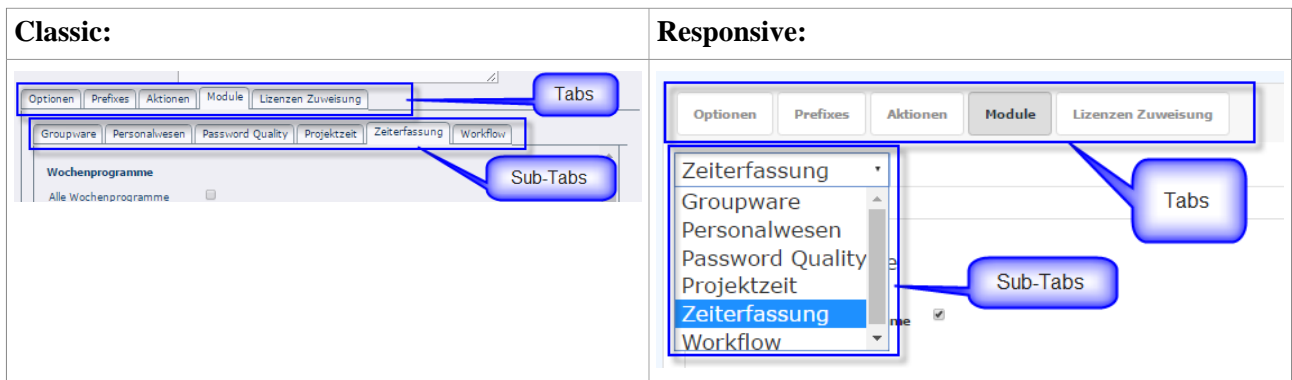 Classic:
Optionen Prefixes Aktionen Module Lizenzen Zuweisung
Tabs
Groupware Personalwesen Password Quality Projektzeit Zeiterfassung Workflow
Sub-Tabs
Wochenprogramme
Alle Wochenprogramme
Responsive:
Optionen Prefixes Aktionen Module Lizenzen Zuweisung
Tabs
Zeiterfassung
Groupware
Personalwesen
Password Quality
e
Projektzeit
Sub-Tabs
Zeiterfassung
me
Workflow